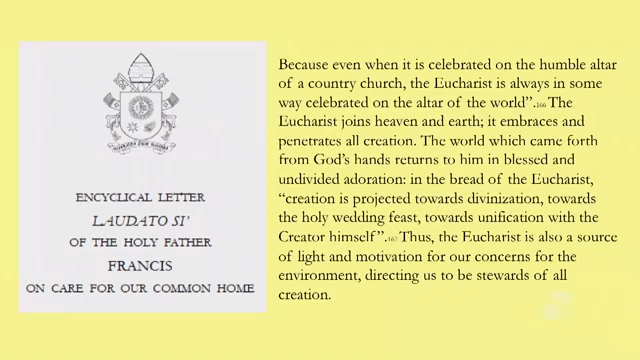 ENCYCLICAL LETTER
LAUDATO SI'
OF THE HOLY FATHER
FRANCIS
ON CARE FOR OUR COMMON HOME
Because even when it is celebrated on the humble altar
of a country church, the Eucharist is always in some
way celebrated on the altar of the world”.166 The
Eucharist joins heaven and earth; it embraces and
penetrates all creation. The world which came forth
from God’s hands returns to him in blessed and
undivided adoration: in the bread of the Eucharist,
“creation is projected towards divinization, towards
the holy wedding feast, towards unification with the
Creator himself”.167 Thus, the Eucharist is also a source
of light and motivation for our concerns for the
environment, directing us to be stewards of all
creation.